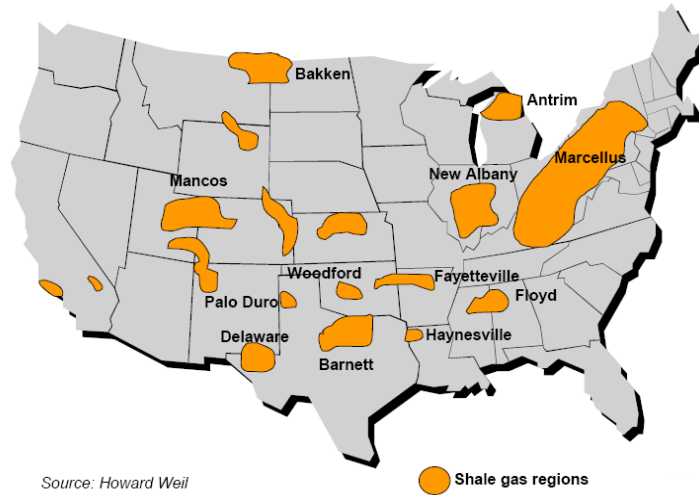 Bakken
Antrim
Marcellus
New Albany
Mancos
Woodford
Fayetteville
Palo Duro
Floyd
Delaware
Haynesville
Barnett
Source: Howard Weil
Shale gas regions